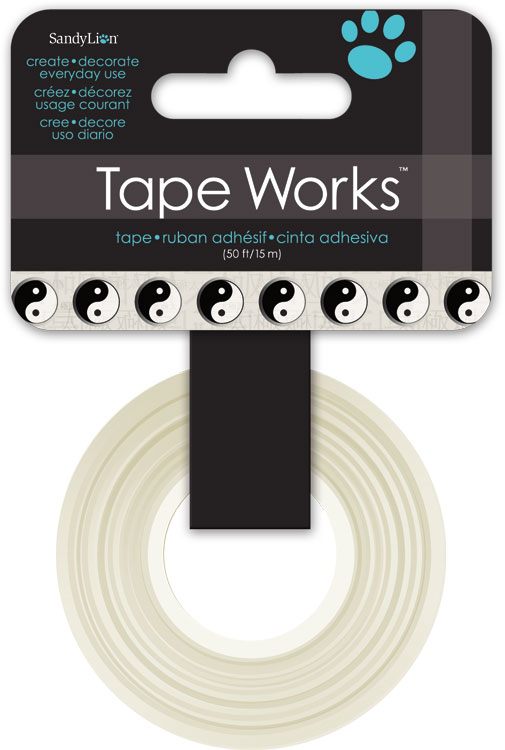 SandyLion
create•decorate
everyday use
créez•décorez
usage courant
cree•decore
uso diario
Tape Works™
tape•ruban adhésif•cinta adhesiva
(50 ft/15 m)